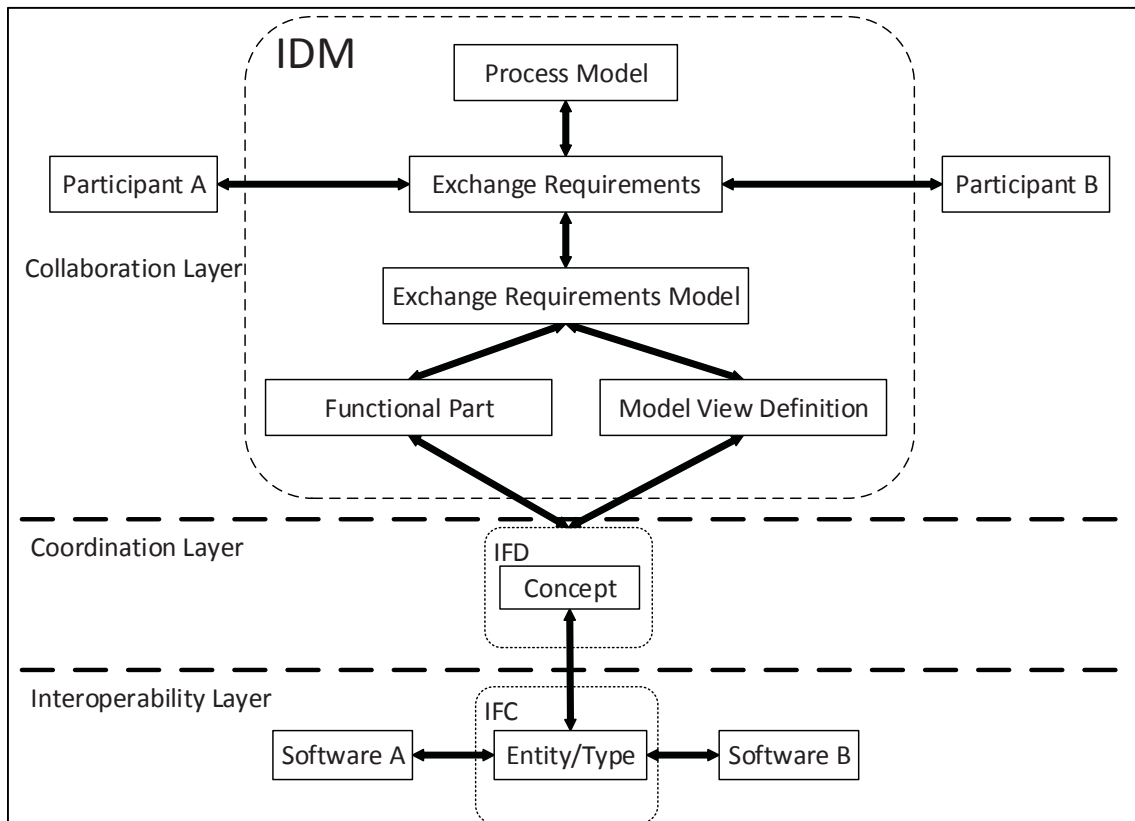 IDM
Process Model
Participant A
Exchange Requirements
Participant B
Collaboration Layer
Exchange Requirements Model
Functional Part
Model View Definition
Coordination Layer
IFD
Concept
Interoperability Layer
IFC
Software A
Entity/Type
Software B